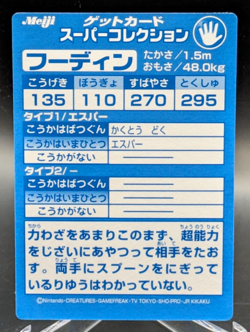 Meiji
ゲットカード
スーパーコレクション
フーディン
たかさ/1.5m
おもさ/48.0kg
こうげき ぼうぎょ すばやさ とくしゅ
135 110 270 295
タイプ1/エスパー
こうかはばつぐん かくとう どく
こうかはいまひとつ エスパー
こうかがない ――――
タイプ2/ー
こうかはばつぐん ――――
こうかはいまひとつ ――――
こうかがない ――――
力わざをあまりこのまず、超能力
をじざいにあやつって相手をたお
す。両手にスプーンをにぎって
いるりゆうはわかっていない。
©Nintendo・CREATURES・GAMEFREAK・TV TOKYO・SHO-PRO・JR KIKAKU